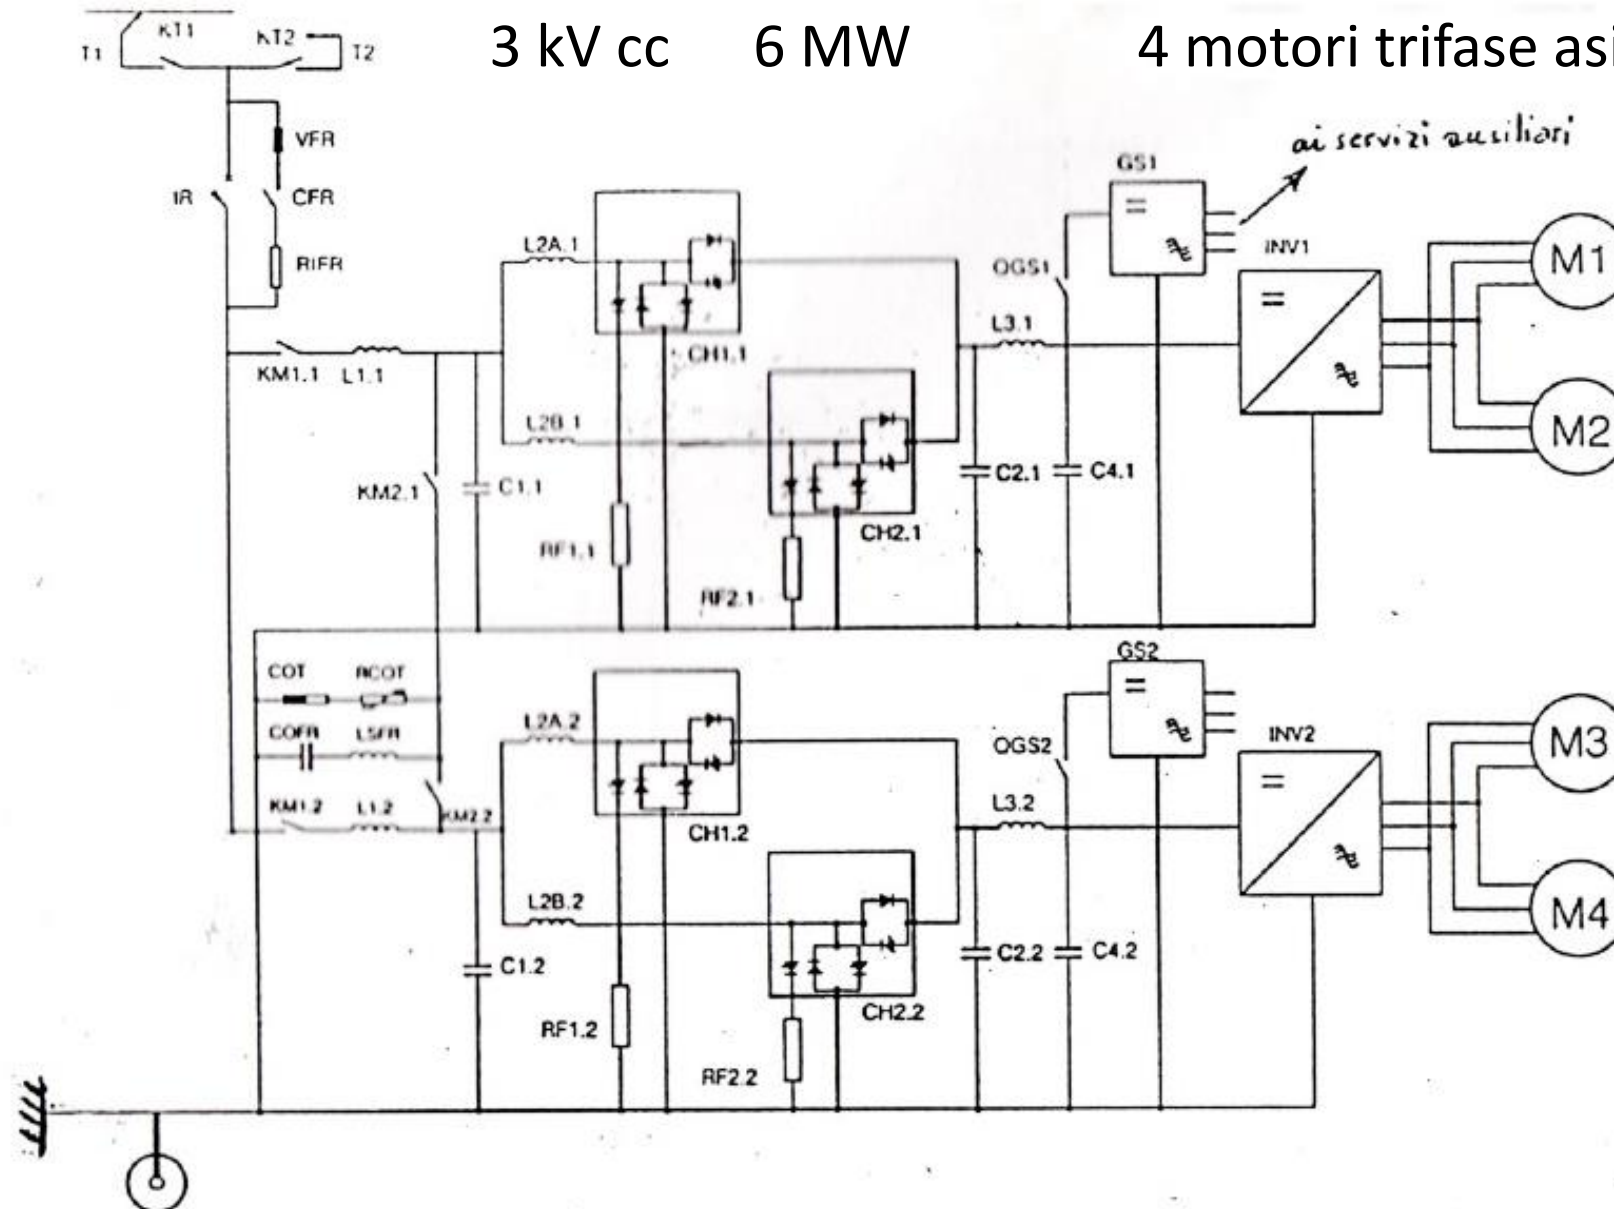 3 kV cc 6 MW 4 motori trifase asi
KT1
KT2
T1
T2
VFR
IR
CFR
RIFR
ai servizi ausiliari
GS1
L2A.1
OGS1
INV1
M1
L3.1
KM1.1 L1.1
CH1.1
L2B.1
M2
KM2.1
C1.1
C2.1
C4.1
CH2.1
RF1.1
RF2.1
GS2
COT
RCOT
L2A.2
COFR
LSFR
OGS2
INV2
M3
KM1.2
L1.2
KM2.2
L3.2
CH1.2
L2B.2
M4
C1.2
C2.2
C4.2
CH2.2
RF1.2
RF2.2